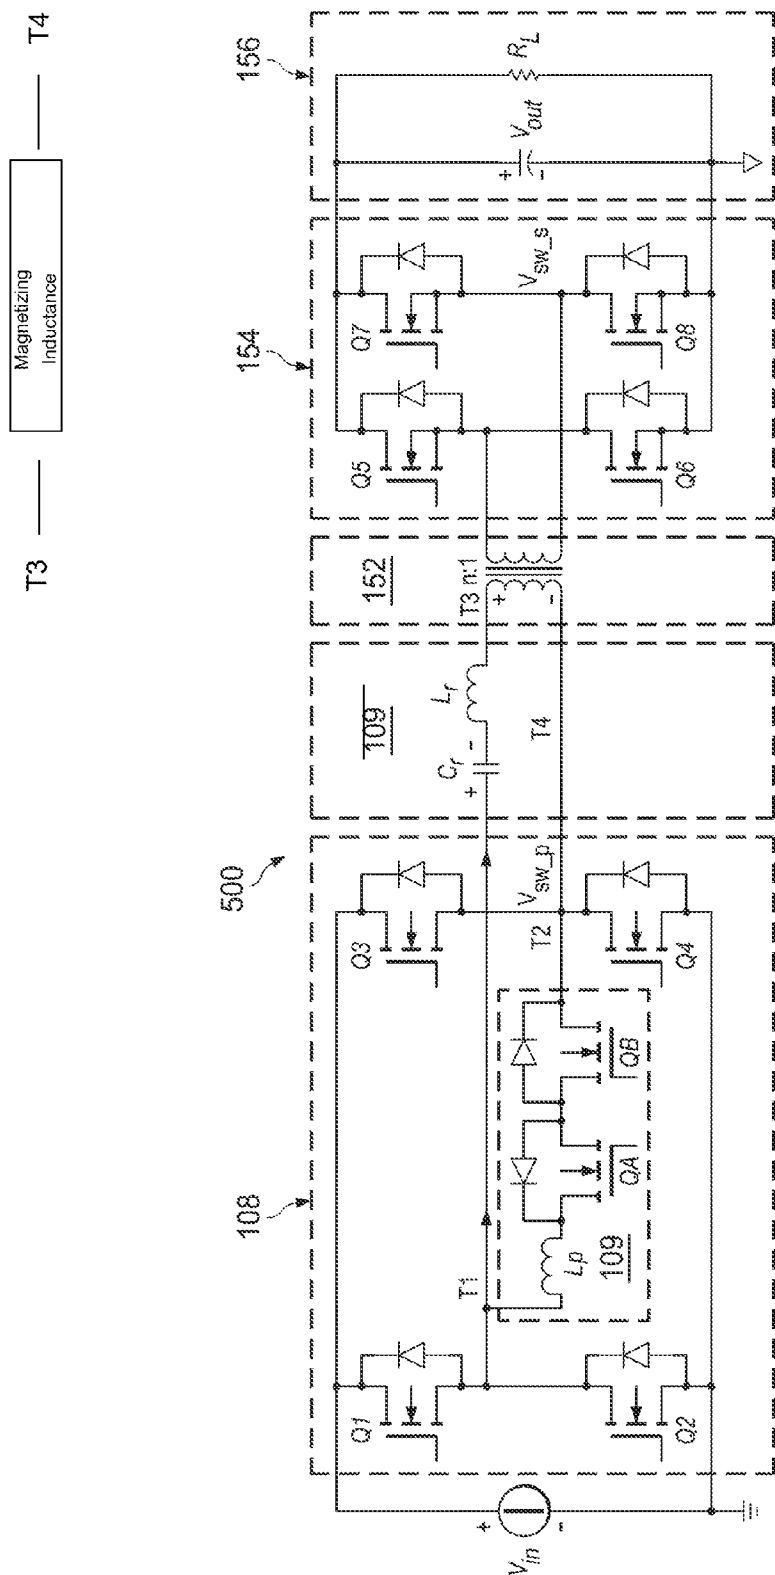 T3
Magnetizing
Inductance
T4
500
108
109
152
154
156
Vin
+
-
Q1
Q2
T1
Lp
109
QA
QB
T2
Vsw_p
Q3
Q4
Cr
+
-
Lr
T4
T3 n:1
+
-
Q5
Q6
Q7
Q8
Vsw_s
+
-
Vout
RL